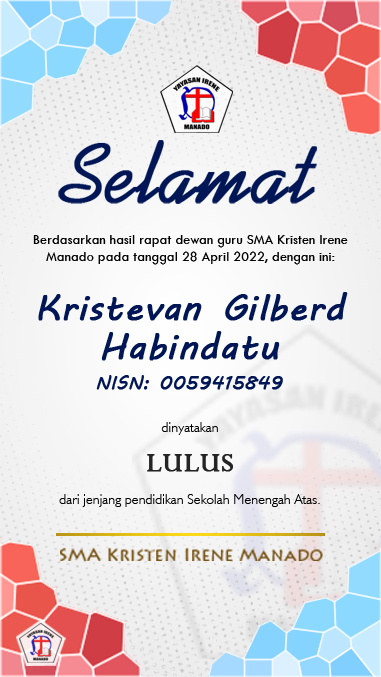 YAYASAN IRENE
MANADO
Selamat
Berdasarkan hasil rapat dewan guru SMA Kristen Irene
Manado pada tanggal 28 April 2022, dengan ini:
Kristevan Gilberd
Habindatu
NISN: 0059415849
dinyatakan
LULUS
dari jenjang pendidikan Sekolah Menengah Atas.
SMA KRISTEN IRENE MANADO
YAYASAN IRENE
MANADO